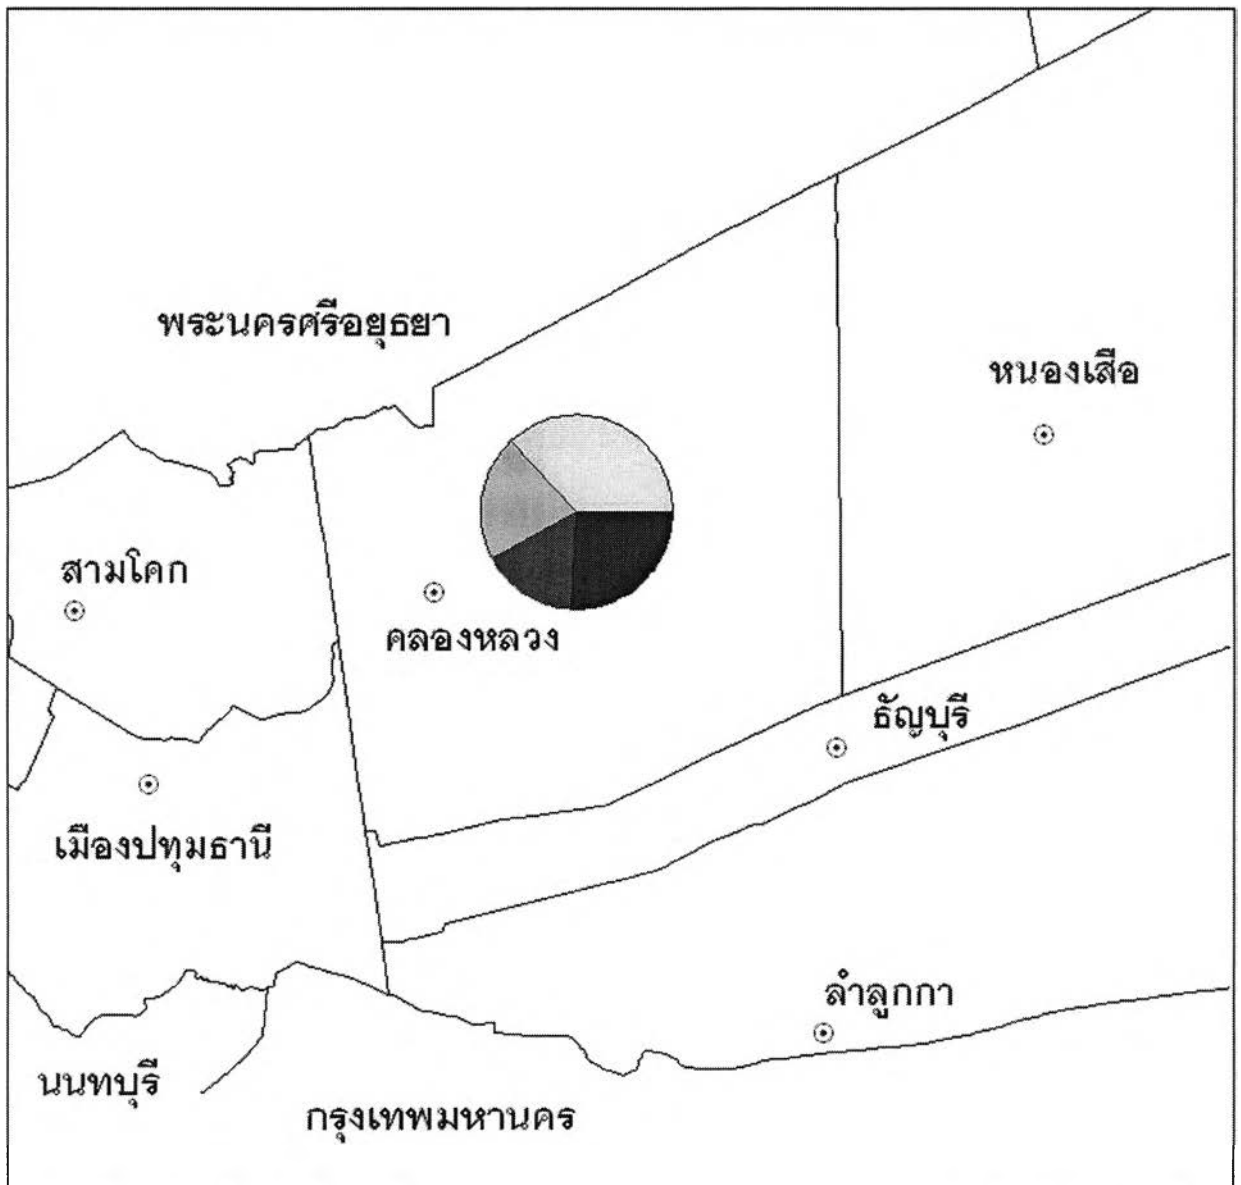 พระนครศรีอยุธยา
หนองเสือ
สามโคก
คลองหลวง
ธัญบุรี
เมืองปทุมธานี
ลำลูกกา
นนทบุรี
กรุงเทพมหานคร